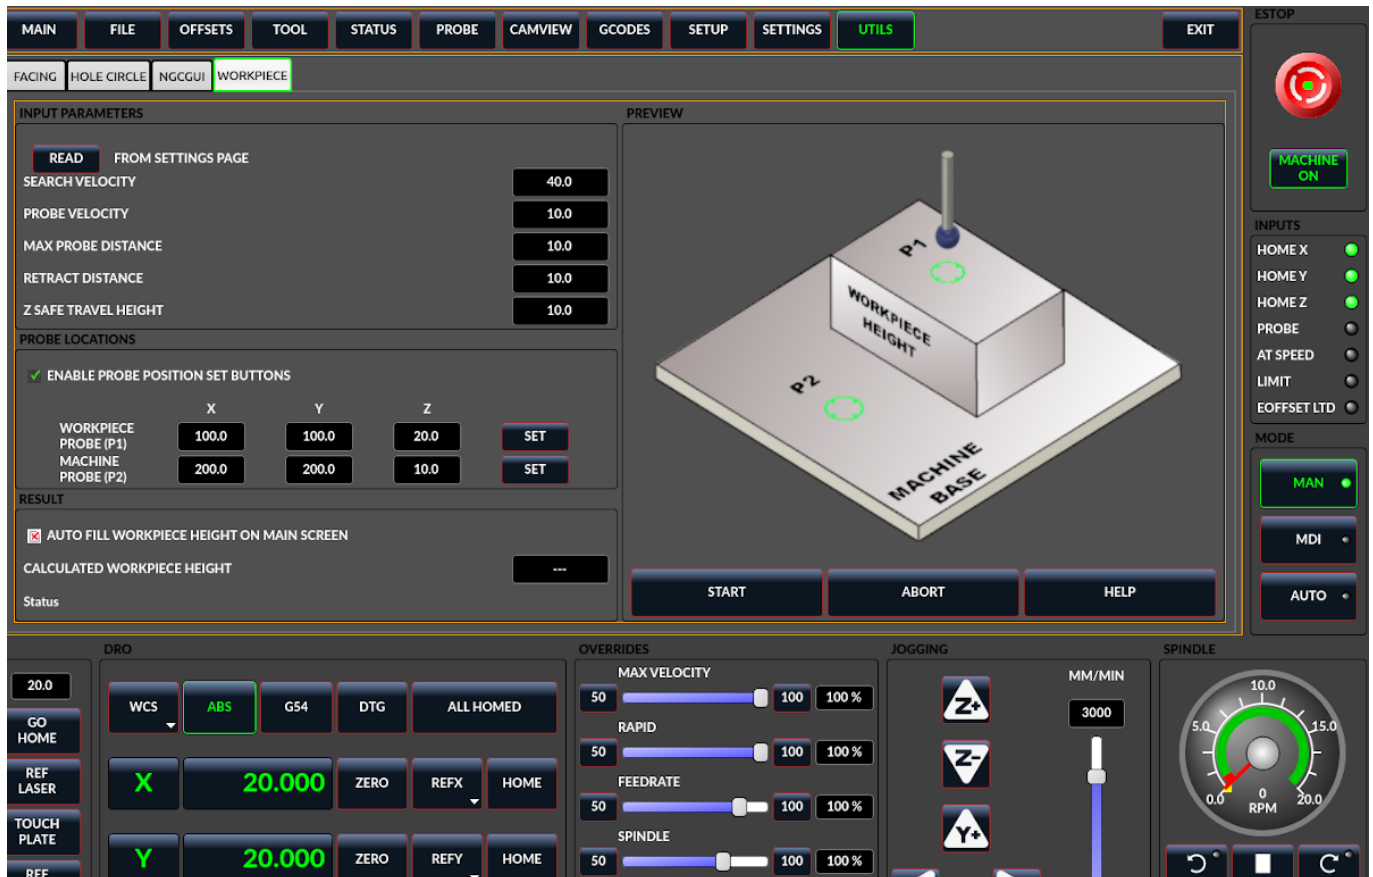 MAIN FILE OFFSETS TOOL STATUS PROBE CAMVIEW GCODES SETUP SETTINGS UTILS EXIT
FACING HOLE CIRCLE NGCGUI WORKPIECE
INPUT PARAMETERS
READ FROM SETTINGS PAGE
SEARCH VELOCITY 40.0
PROBE VELOCITY 10.0
MAX PROBE DISTANCE 10.0
RETRACT DISTANCE 10.0
Z SAFE TRAVEL HEIGHT 10.0
PROBE LOCATIONS
ENABLE PROBE POSITION SET BUTTONS
X Y Z
WORKPIECE
PROBE (P1) 100.0 100.0 20.0 SET
MACHINE
PROBE (P2) 200.0 200.0 10.0 SET
RESULT
AUTO FILL WORKPIECE HEIGHT ON MAIN SCREEN
CALCULATED WORKPIECE HEIGHT ---
Status
PREVIEW
P1
WORKPIECE
HEIGHT
P2
MACHINE
BASE
START ABORT HELP
ESTOP
MACHINE
ON
INPUTS
HOME X
HOME Y
HOME Z
PROBE
AT SPEED
LIMIT
EOFFSET LTD
MODE
MAN
MDI
AUTO
20.0
GO
HOME
REF
LASER
TOUCH
PLATE
REF
DRO
WCS ABS G54 DTG ALL HOMED
X 20.000 ZERO REFX HOME
Y 20.000 ZERO REFY HOME
OVERRIDES
MAX VELOCITY
50 100 100 %
RAPID
50 100 100 %
FEEDRATE
50 100 100 %
SPINDLE
50 100 100 %
JOGGING
Z+
Z-
Y+
MM/MIN
3000
SPINDLE
10.0
5.0 15.0
0.0 0 20.0
RPM